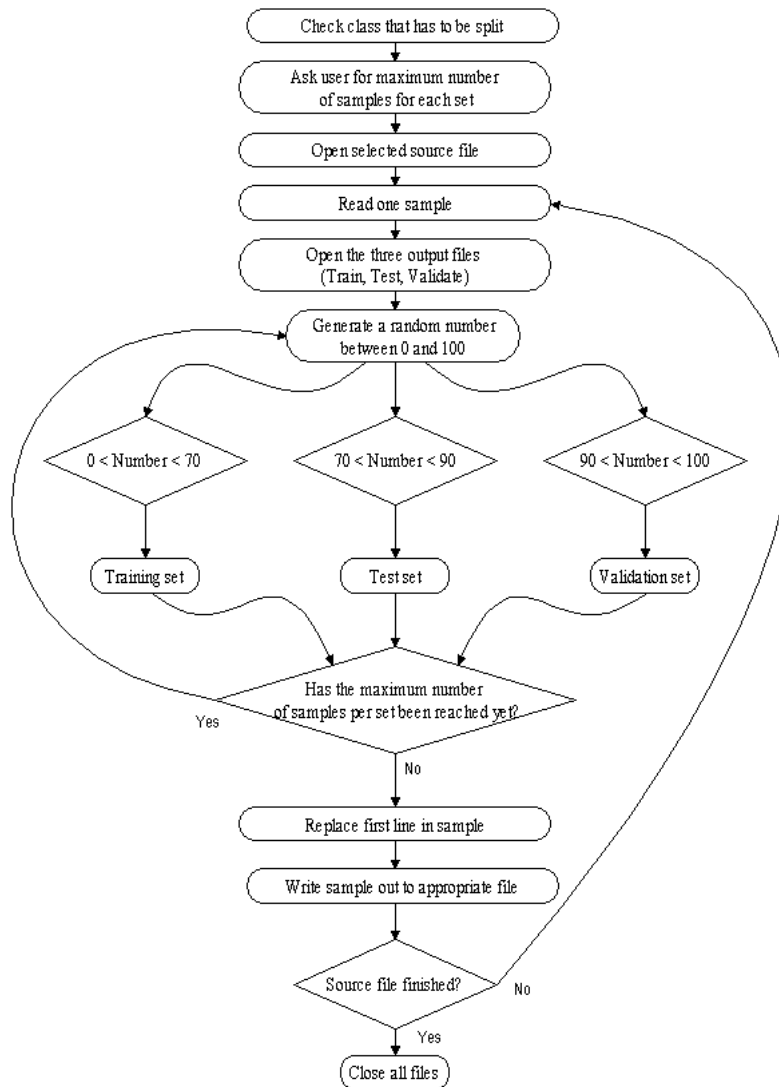 Check class that has to be split
Ask user for maximum number
of samples for each set
Open selected source file
Read one sample
Open the three output files
(Train, Test, Validate)
Generate a random number
between 0 and 100
0 < Number < 70
70 < Number < 90
90 < Number < 100
Training set
Test set
Validation set
Has the maximum number
of samples per set been reached yet?
Yes
No
Replace first line in sample
Write sample out to appropriate file
Source file finished?
No
Yes
Close all files